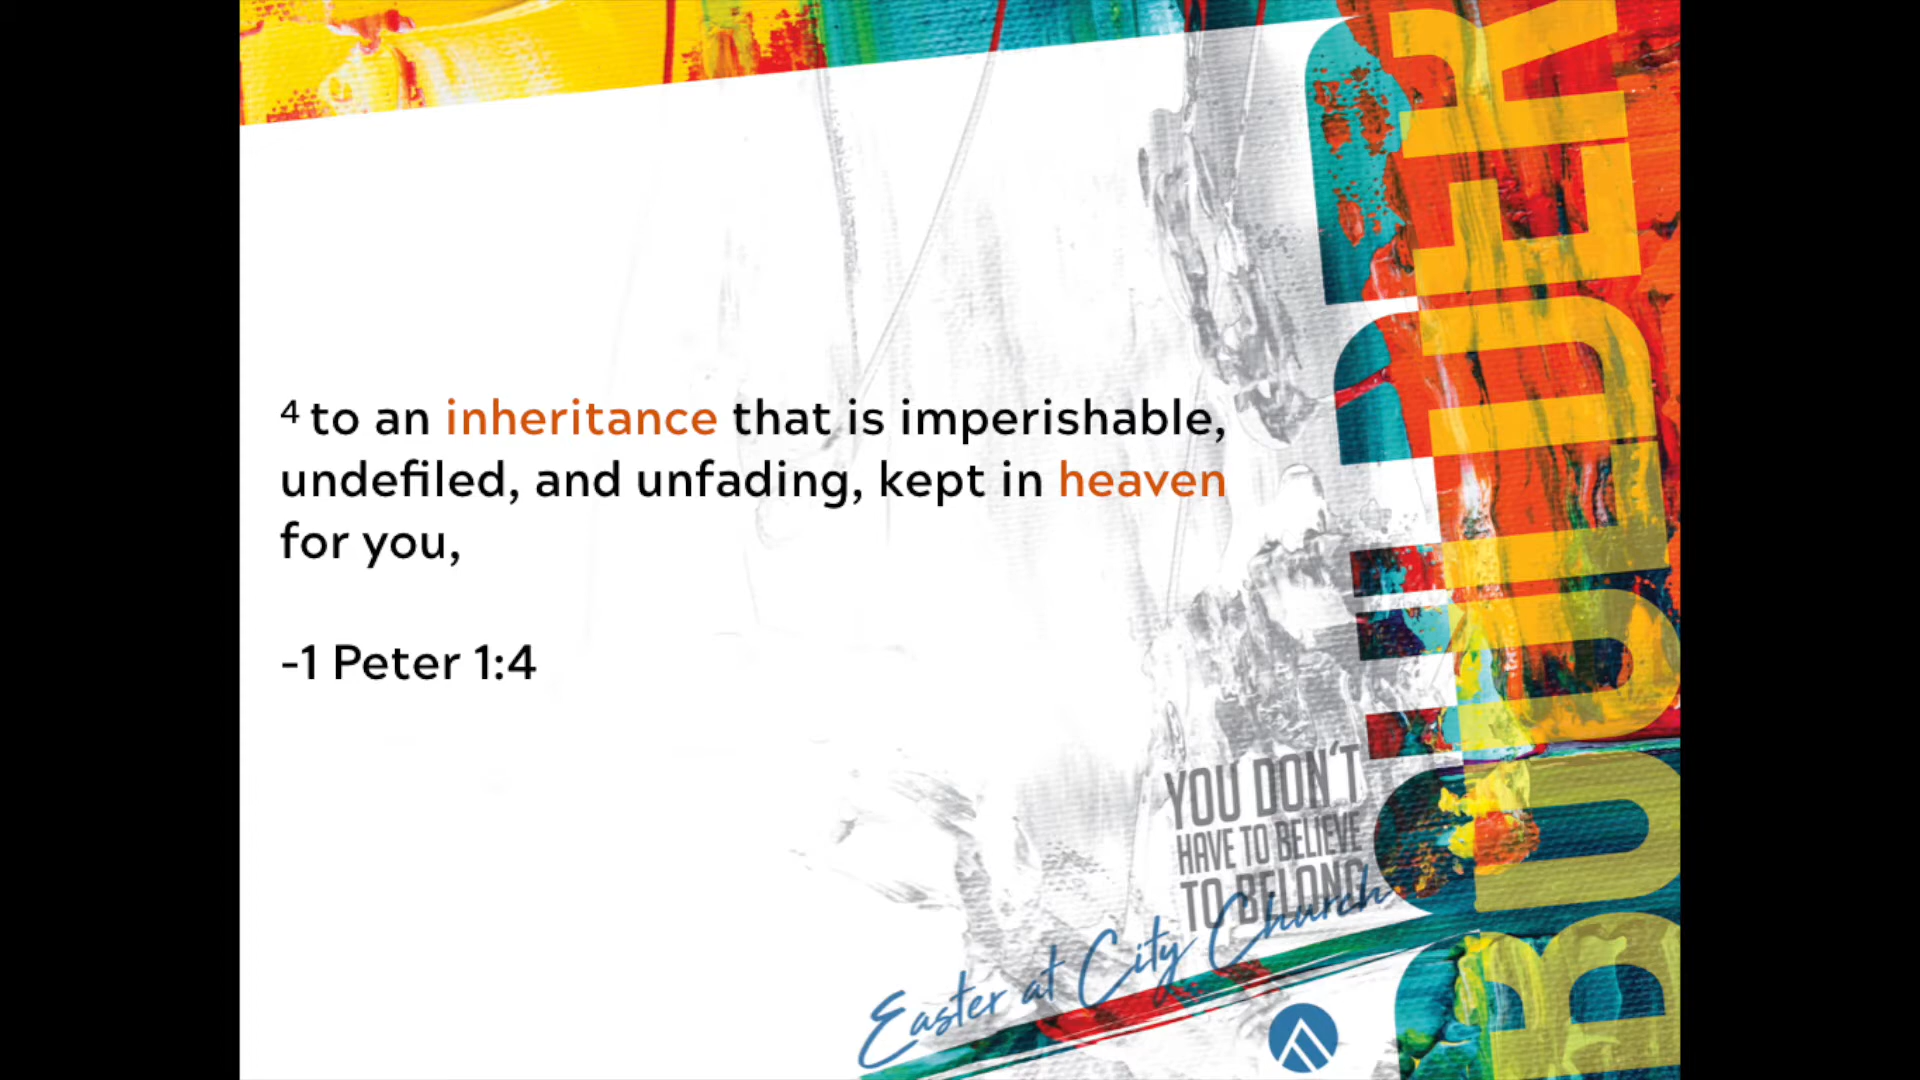 4 to an inheritance that is imperishable,
undefiled, and unfading, kept in heaven
for you,
-1 Peter 1:4
YOU DON'T
HAVE TO BELIEVE
TO BELONG
Easter at City Church
BOULDER